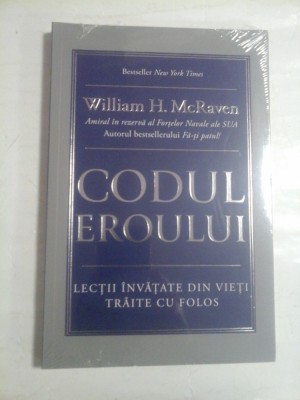 Bestseller New York Times
William H. McRaven
Amiral în rezervă al Forțelor Navale ale SUA
Autorul bestsellerului Fă-ți patul!
CODUL
EROULUI
LECȚII ÎNVĂȚATE DIN VIEȚI
TRĂITE CU FOLOS